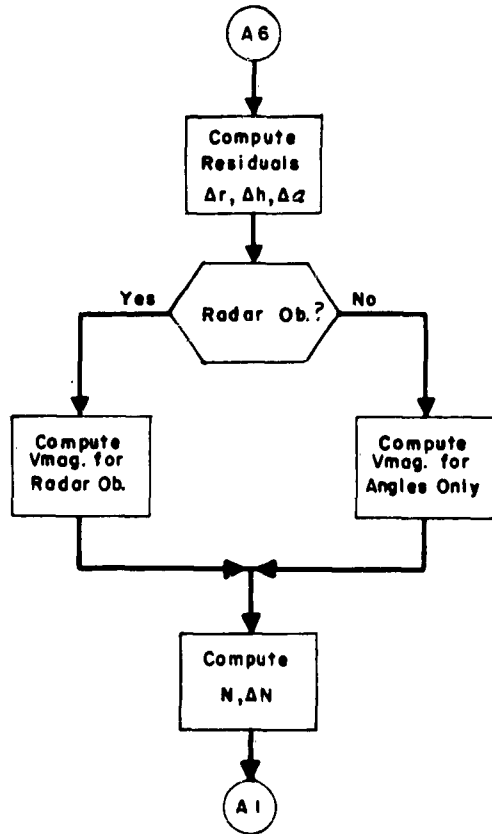 A6
Compute
Residuals
Δr, Δh, Δa
Yes
Radar Ob.?
No
Compute
Vmag. for
Radar Ob.
Compute
Vmag. for
Angles Only
Compute
N, ΔN
A1